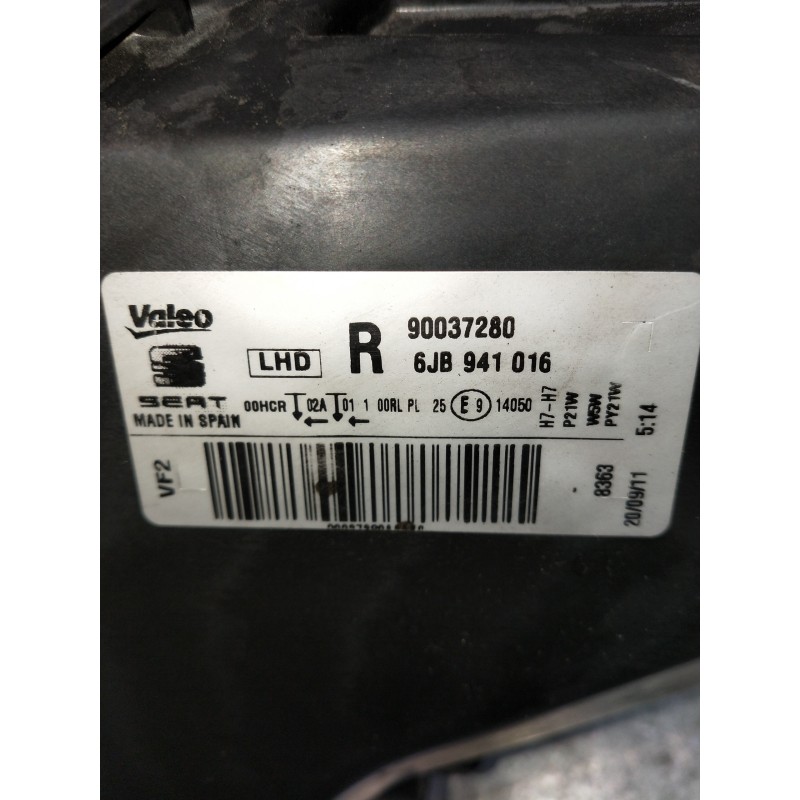 Valeo
SEAT
MADE IN SPAIN
LHD
R
90037280
6JB 941 016
00HCR 02A 01 1 00RL PL 25 E 9 14050
H7-H7
P21W
W5W
PY21W
5:14
VF2
8363
20/09/11